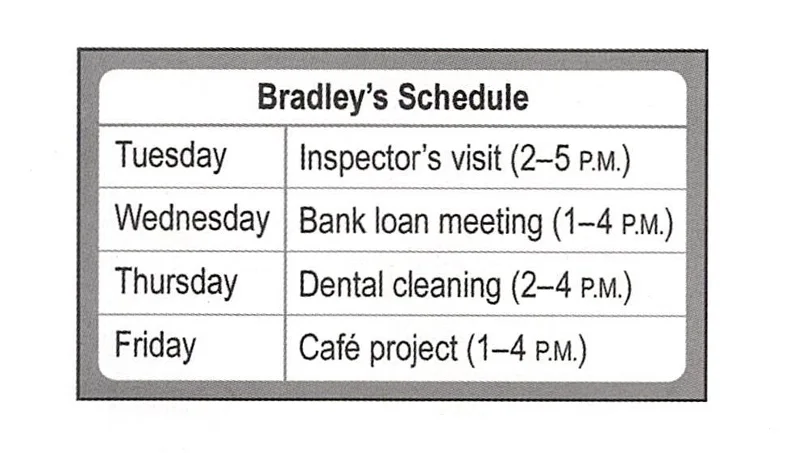 Bradley's Schedule
Tuesday Inspector's visit (2–5 P.M.)
Wednesday Bank loan meeting (1–4 P.M.)
Thursday Dental cleaning (2–4 P.M.)
Friday Café project (1–4 P.M.)